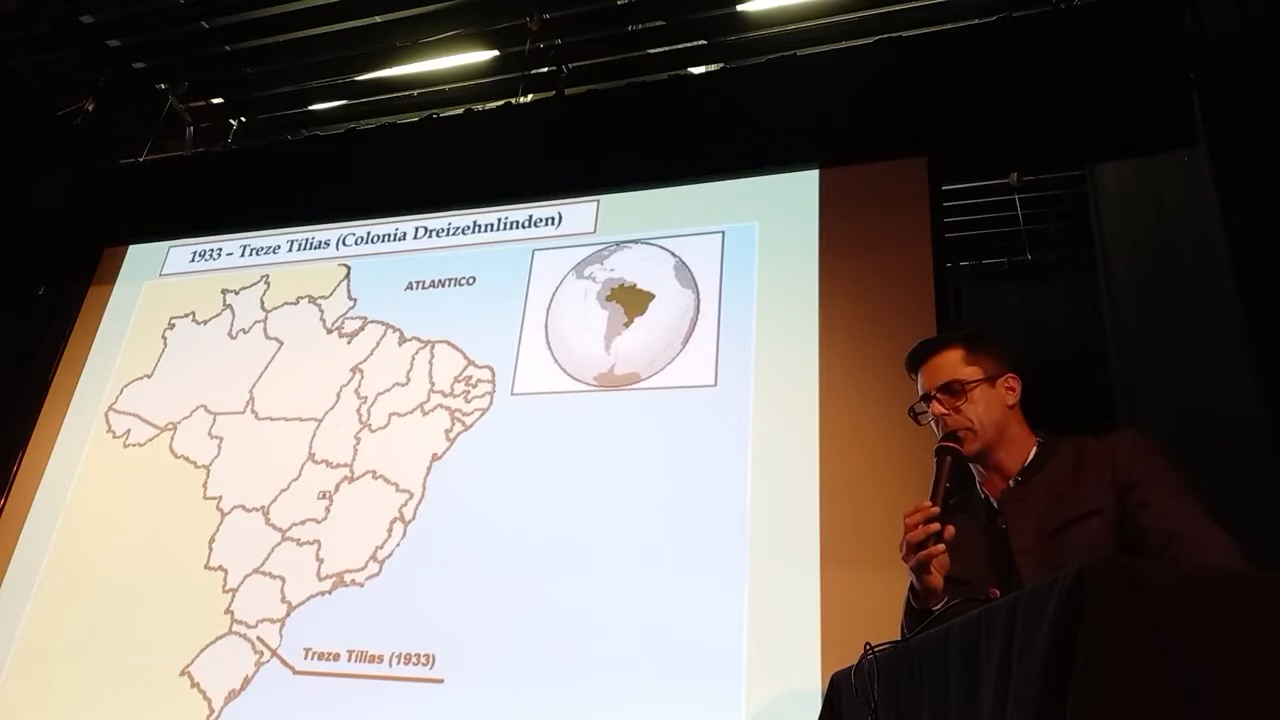 1933 – Treze Tílias (Colonia Dreizehnlinden)
ATLANTICO
Treze Tílias (1933)